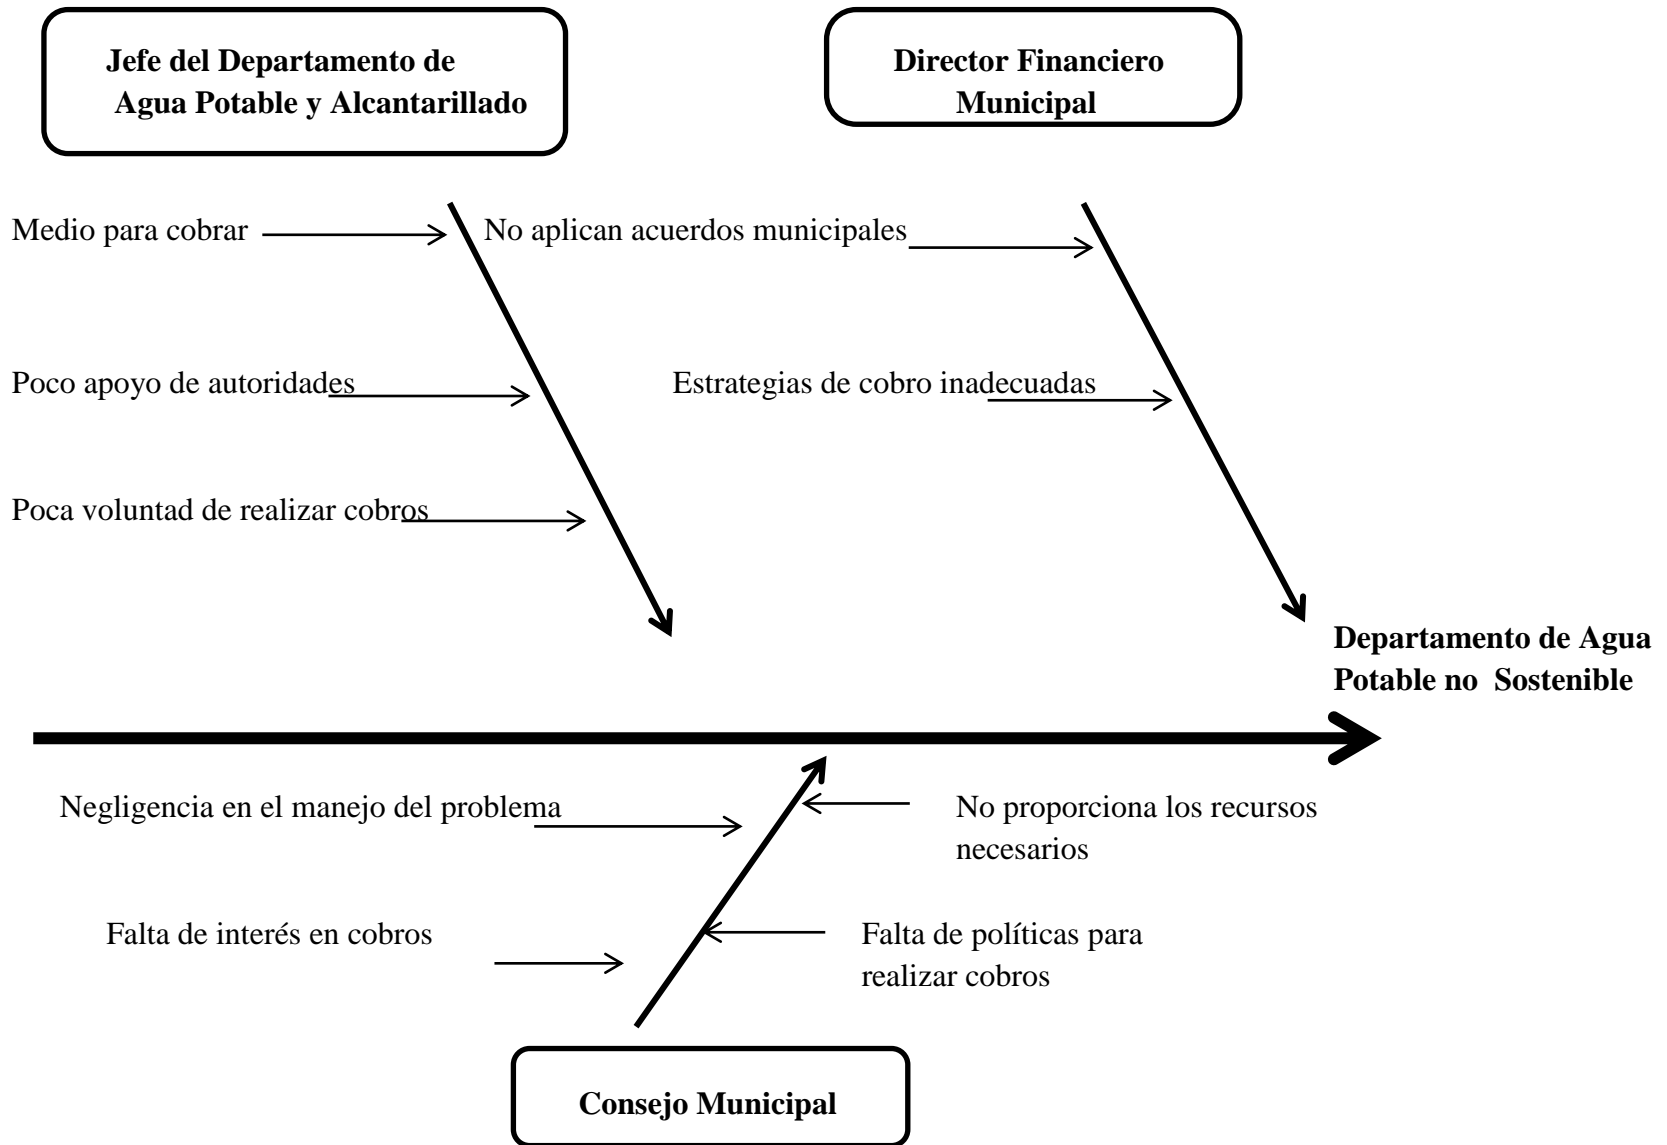 Jefe del Departamento de
Agua Potable y Alcantarillado
Director Financiero
Municipal
Medio para cobrar
No aplican acuerdos municipales
Poco apoyo de autoridades
Estrategias de cobro inadecuadas
Poca voluntad de realizar cobros
Departamento de Agua
Potable no Sostenible
Negligencia en el manejo del problema
No proporciona los recursos
necesarios
Falta de interés en cobros
Falta de políticas para
realizar cobros
Consejo Municipal